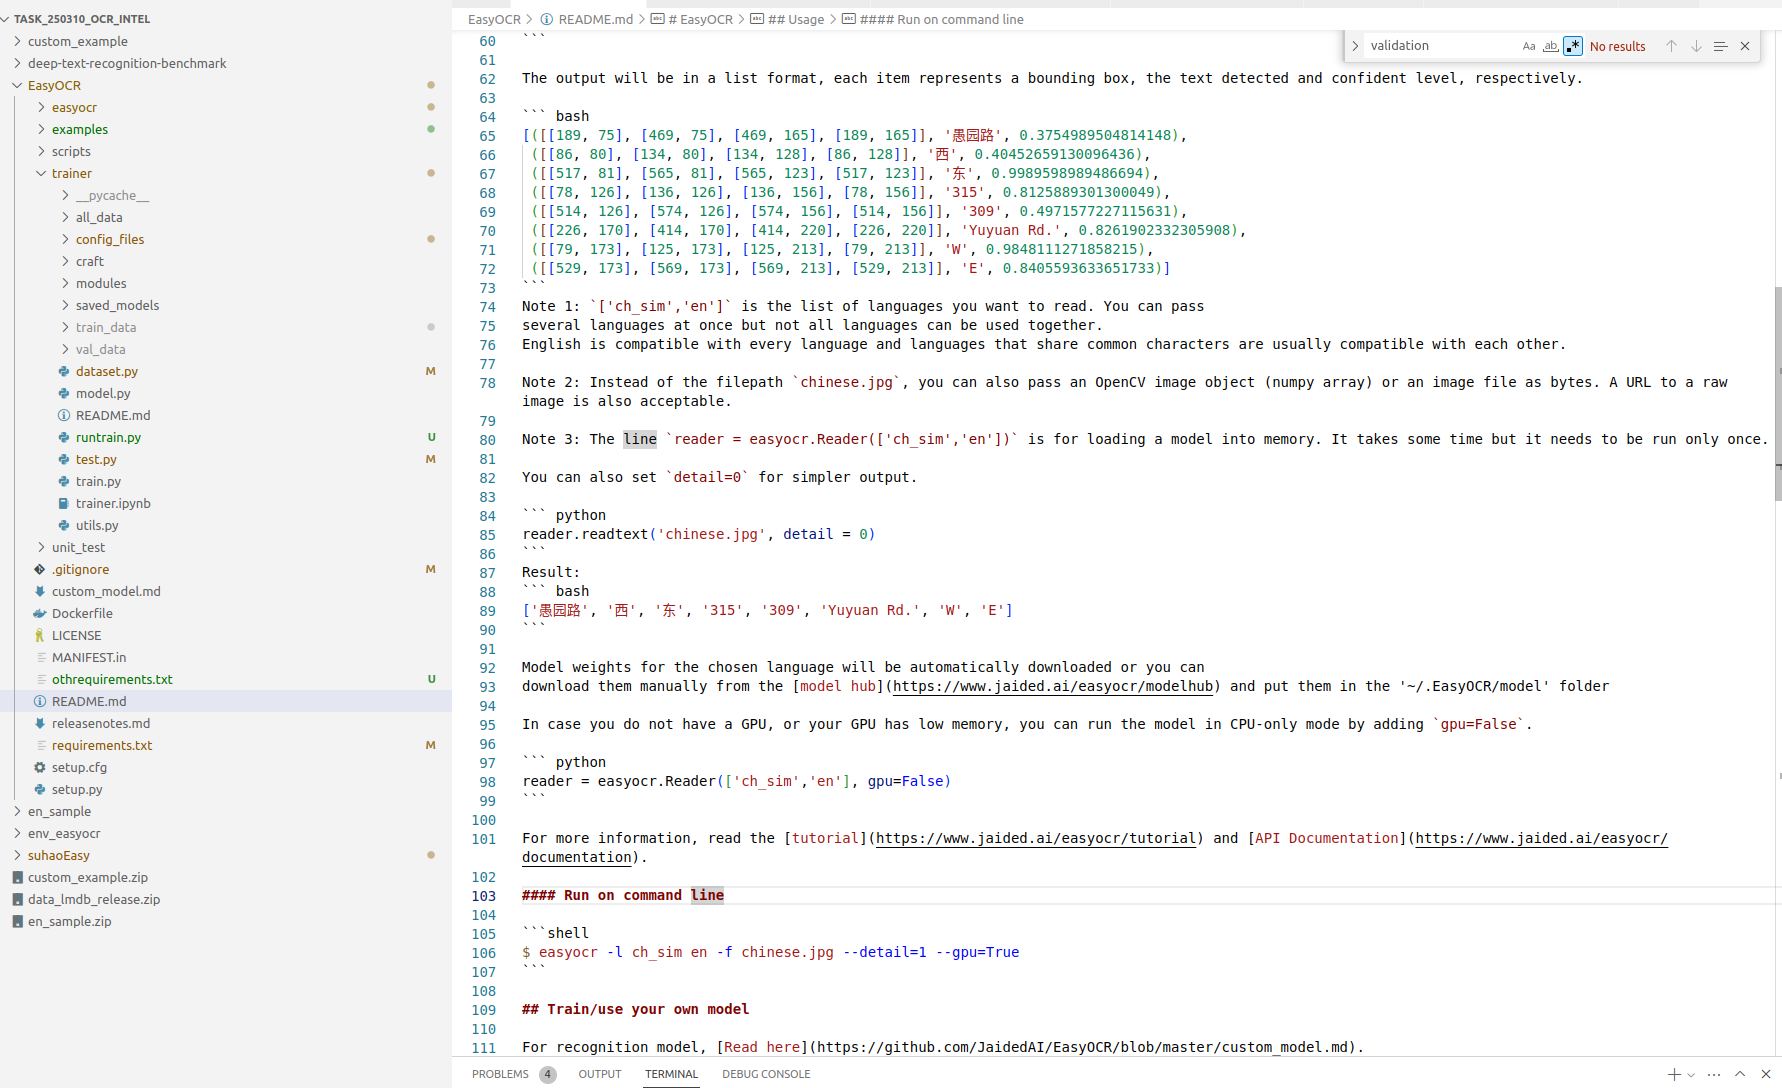 TASK_250310_OCR_INTEL
custom_example
deep-text-recognition-benchmark
EasyOCR
easyocr
examples
scripts
trainer
__pycache__
all_data
config_files
craft
modules
saved_models
train_data
val_data
dataset.py M
model.py
README.md
runtrain.py U
test.py M
train.py
trainer.ipynb
utils.py
unit_test
.gitignore M
custom_model.md
Dockerfile
LICENSE
MANIFEST.in
othrequirements.txt U
README.md
releasenotes.md
requirements.txt M
setup.cfg
setup.py
en_sample
env_easyocr
suhaoEasy
custom_example.zip
data_lmdb_release.zip
en_sample.zip
EasyOCR > README.md > # EasyOCR > ## Usage > #### Run on command line
validation Aa ab .* No results
60 ```
61
62 The output will be in a list format, each item represents a bounding box, the text detected and confident level, respectively.
63
64 ``` bash
65 [([[189, 75], [469, 75], [469, 165], [189, 165]], '愚园路', 0.3754989504814148),
66 ([[86, 80], [134, 80], [134, 128], [86, 128]], '西', 0.40452659130096436),
67 ([[517, 81], [565, 81], [565, 123], [517, 123]], '东', 0.9989598989486694),
68 ([[78, 126], [136, 126], [136, 156], [78, 156]], '315', 0.8125889301300049),
69 ([[514, 126], [574, 126], [574, 156], [514, 156]], '309', 0.4971577227115631),
70 ([[226, 170], [414, 170], [414, 220], [226, 220]], 'Yuyuan Rd.', 0.8261902332305908),
71 ([[79, 173], [125, 173], [125, 213], [79, 213]], 'W', 0.9848111271858215),
72 ([[529, 173], [569, 173], [569, 213], [529, 213]], 'E', 0.8405593633651733)]
73 ```
74 Note 1: `['ch_sim','en']` is the list of languages you want to read. You can pass
75 several languages at once but not all languages can be used together.
76 English is compatible with every language and languages that share common characters are usually compatible with each other.
77
78 Note 2: Instead of the filepath `chinese.jpg`, you can also pass an OpenCV image object (numpy array) or an image file as bytes. A URL to a raw
image is also acceptable.
79
80 Note 3: The line `reader = easyocr.Reader(['ch_sim','en'])` is for loading a model into memory. It takes some time but it needs to be run only once.
81
82 You can also set `detail=0` for simpler output.
83
84 ``` python
85 reader.readtext('chinese.jpg', detail = 0)
86 ```
87 Result:
88 ``` bash
89 ['愚园路', '西', '东', '315', '309', 'Yuyuan Rd.', 'W', 'E']
90 ```
91
92 Model weights for the chosen language will be automatically downloaded or you can
93 download them manually from the [model hub](https://www.jaided.ai/easyocr/modelhub) and put them in the '~/.EasyOCR/model' folder
94
95 In case you do not have a GPU, or your GPU has low memory, you can run the model in CPU-only mode by adding `gpu=False`.
96
97 ``` python
98 reader = easyocr.Reader(['ch_sim','en'], gpu=False)
99 ```
100
101 For more information, read the [tutorial](https://www.jaided.ai/easyocr/tutorial) and [API Documentation](https://www.jaided.ai/easyocr/
documentation).
102
103 #### Run on command line
104
105 ```shell
106 $ easyocr -l ch_sim en -f chinese.jpg --detail=1 --gpu=True
107 ```
108
109 ## Train/use your own model
110
111 For recognition model, [Read here](https://github.com/JaidedAI/EasyOCR/blob/master/custom_model.md).
PROBLEMS 4 OUTPUT TERMINAL DEBUG CONSOLE